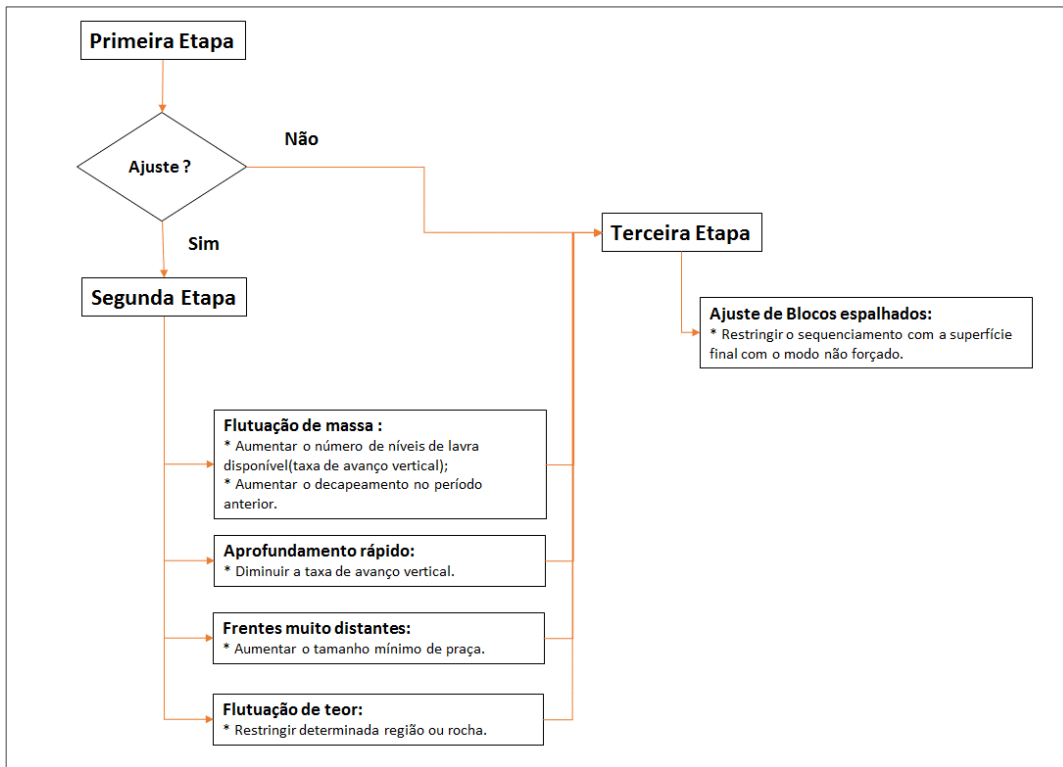 Primeira Etapa
Ajuste ?
Não
Sim
Terceira Etapa
Segunda Etapa
Ajuste de Blocos espalhados:
* Restringir o sequenciamento com a superfície
final com o modo não forçado.
Flutuação de massa :
* Aumentar o número de níveis de lavra
disponível(taxa de avanço vertical);
* Aumentar o decapeamento no período
anterior.
Aprofundamento rápido:
* Diminuir a taxa de avanço vertical.
Frentes muito distantes:
* Aumentar o tamanho mínimo de praça.
Flutuação de teor:
* Restringir determinada região ou rocha.